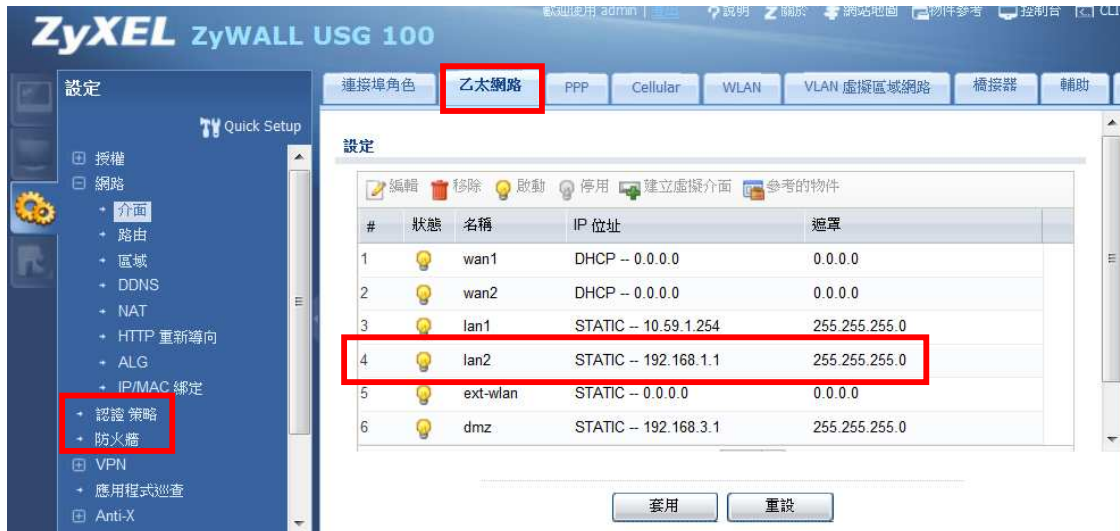 歡迎使用 admin | 登出 ?說明 Z 關於 網站地圖 物件參考 控制台 CLI
ZyXEL ZyWALL USG 100
設定
Quick Setup
授權
網路
介面
路由
區域
DDNS
NAT
HTTP 重新導向
ALG
IP/MAC 綁定
認證 策略
防火牆
VPN
應用程式巡查
Anti-X
連接埠角色 乙太網路 PPP Cellular WLAN VLAN 虛擬區域網路 橋接器 輔助
設定
編輯 移除 啟動 停用 建立虛擬介面 參考的物件
# 狀態 名稱 IP 位址 遮罩
1 wan1 DHCP -- 0.0.0.0 0.0.0.0
2 wan2 DHCP -- 0.0.0.0 0.0.0.0
3 lan1 STATIC -- 10.59.1.254 255.255.255.0
4 lan2 STATIC -- 192.168.1.1 255.255.255.0
5 ext-wlan STATIC -- 0.0.0.0 0.0.0.0
6 dmz STATIC -- 192.168.3.1 255.255.255.0
套用 重設